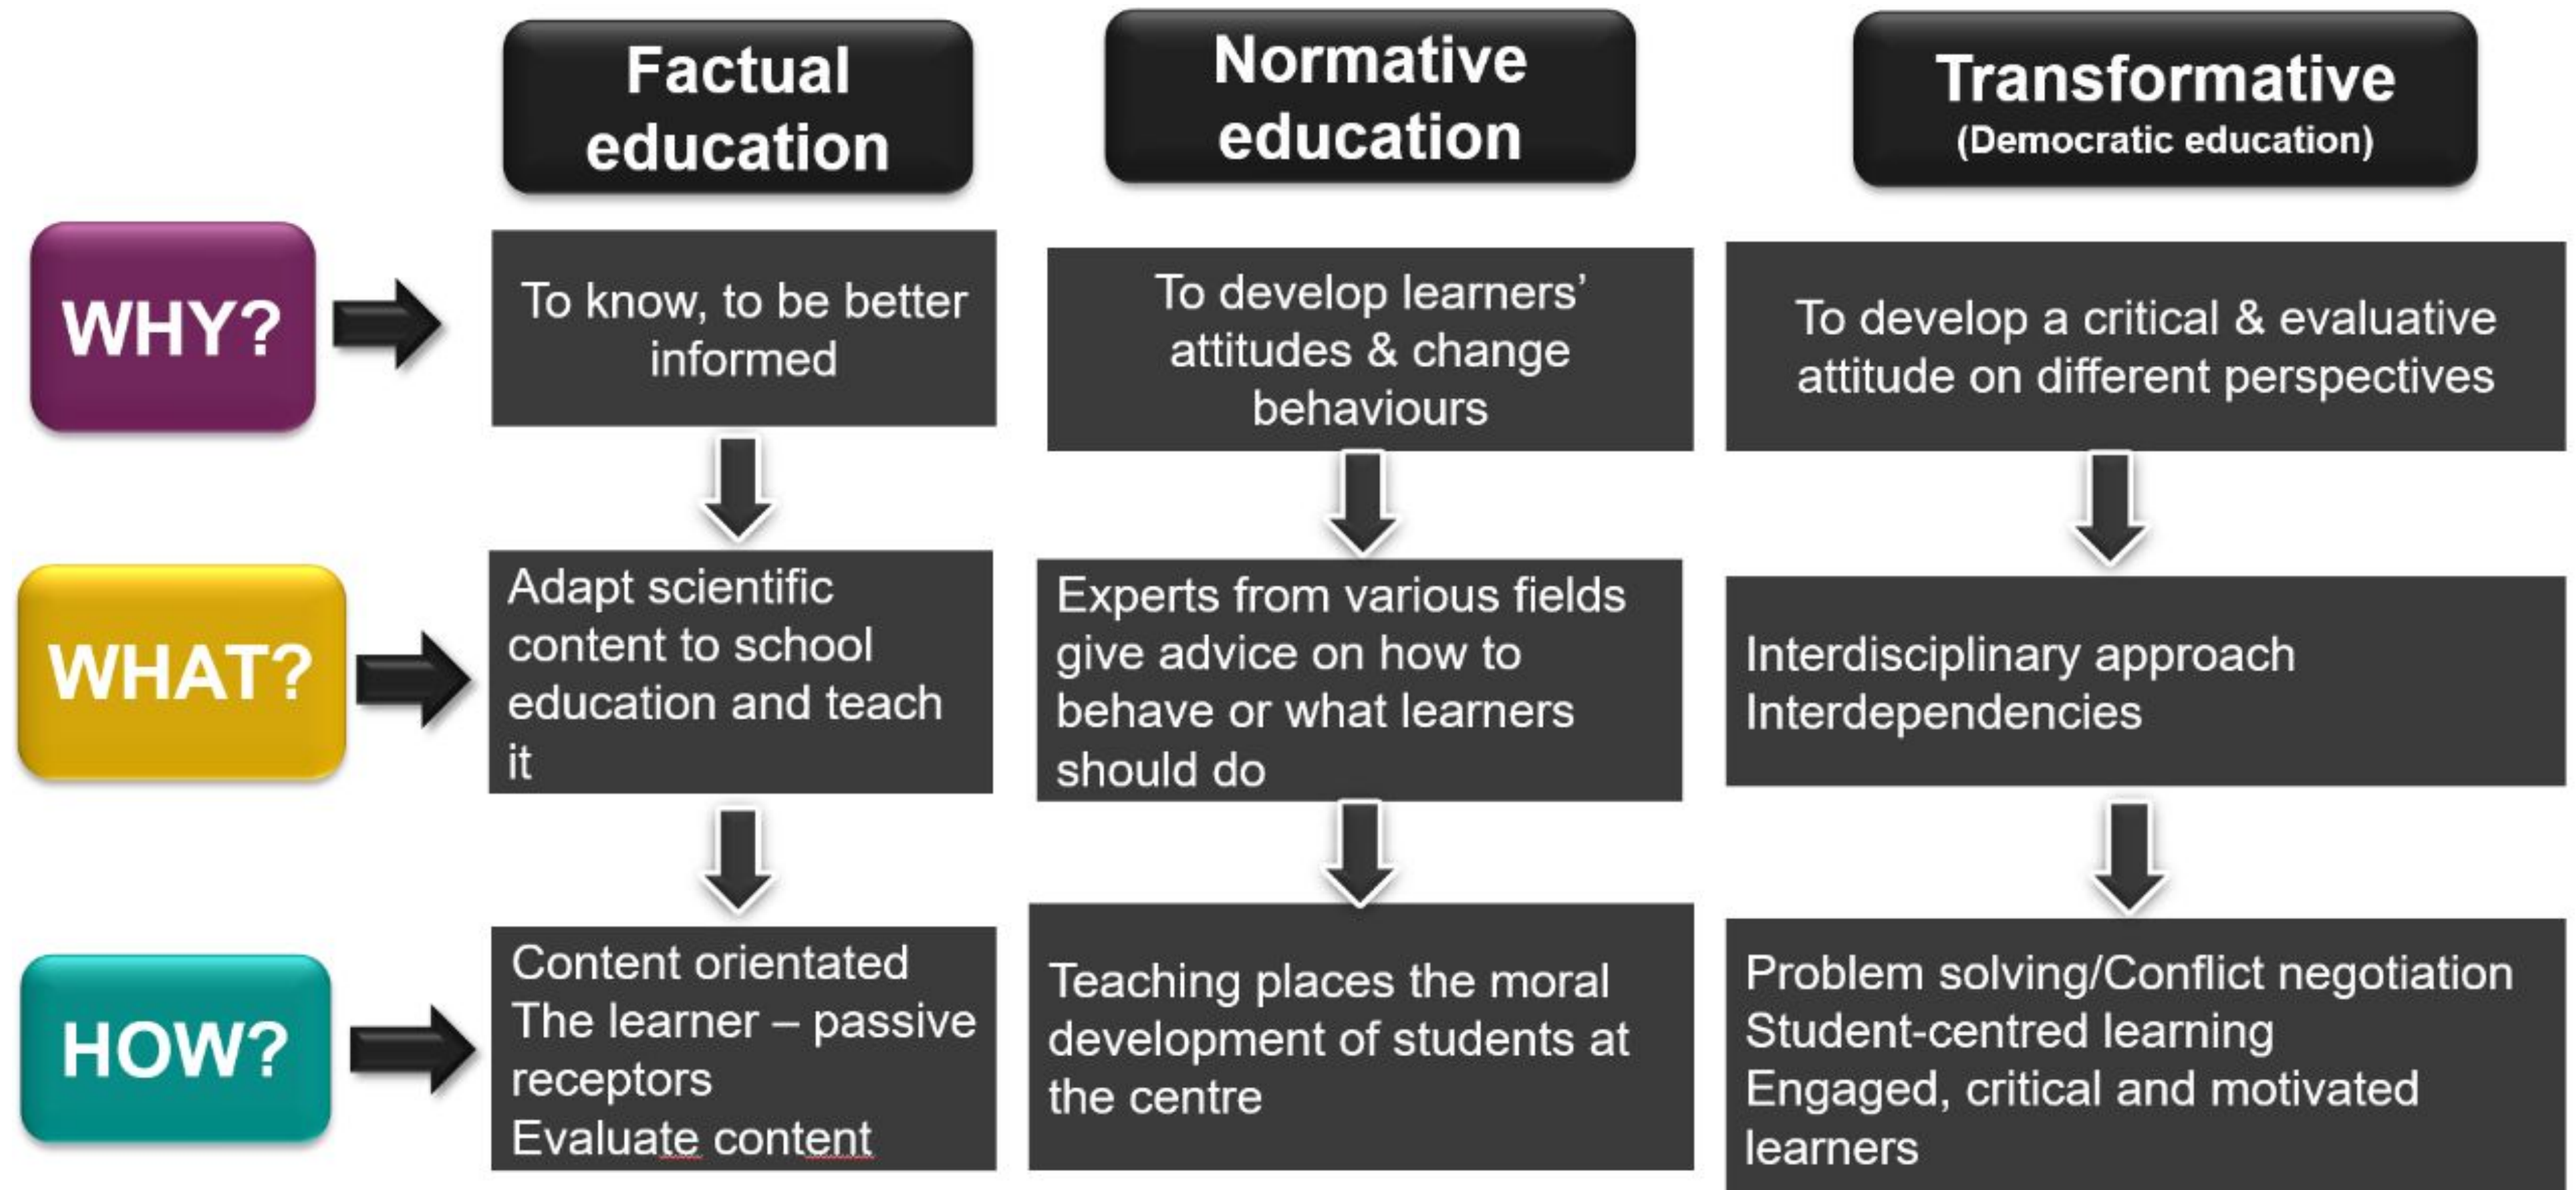 Factual
education
Normative
education
Transformative
(Democratic education)
WHY?
To know, to be better
informed
To develop learners’
attitudes & change
behaviours
To develop a critical & evaluative
attitude on different perspectives
WHAT?
Adapt scientific
content to school
education and teach
it
Experts from various fields
give advice on how to
behave or what learners
should do
Interdisciplinary approach
Interdependencies
HOW?
Content orientated
The learner – passive
receptors
Evaluate content
Teaching places the moral
development of students at
the centre
Problem solving/Conflict negotiation
Student-centred learning
Engaged, critical and motivated
learners